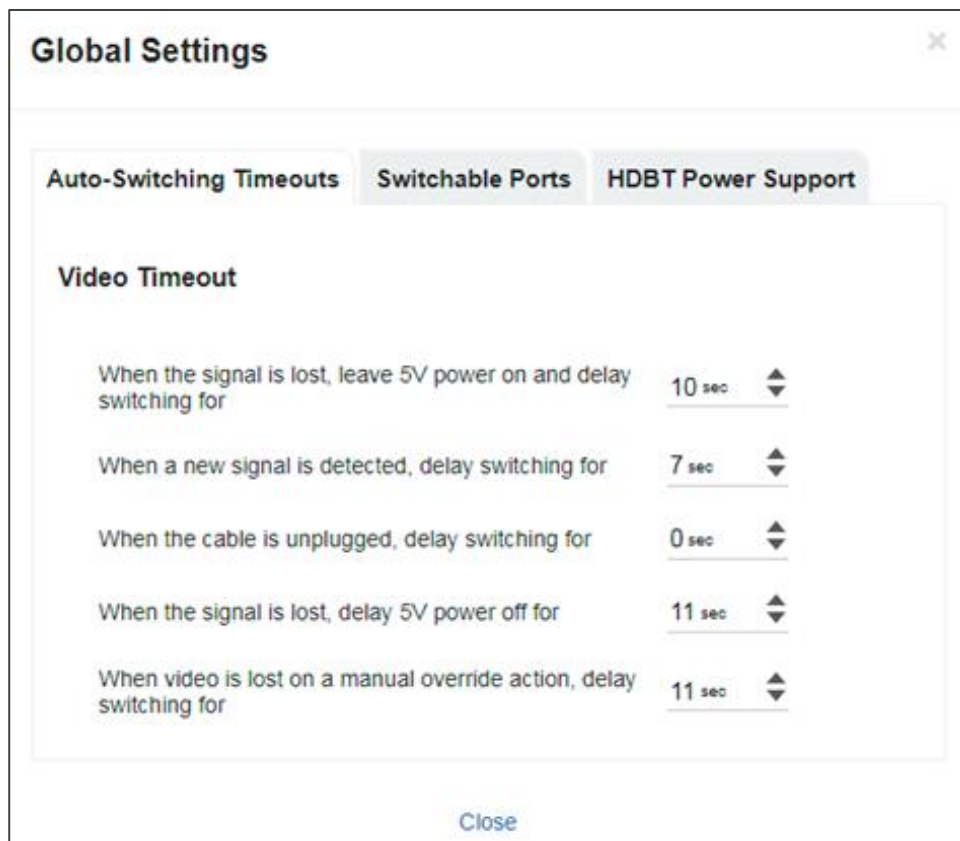 Global Settings
×
Auto-Switching Timeouts Switchable Ports HDBT Power Support
Video Timeout
When the signal is lost, leave 5V power on and delay
switching for
10 sec
When a new signal is detected, delay switching for
7 sec
When the cable is unplugged, delay switching for
0 sec
When the signal is lost, delay 5V power off for
11 sec
When video is lost on a manual override action, delay
switching for
11 sec
Close